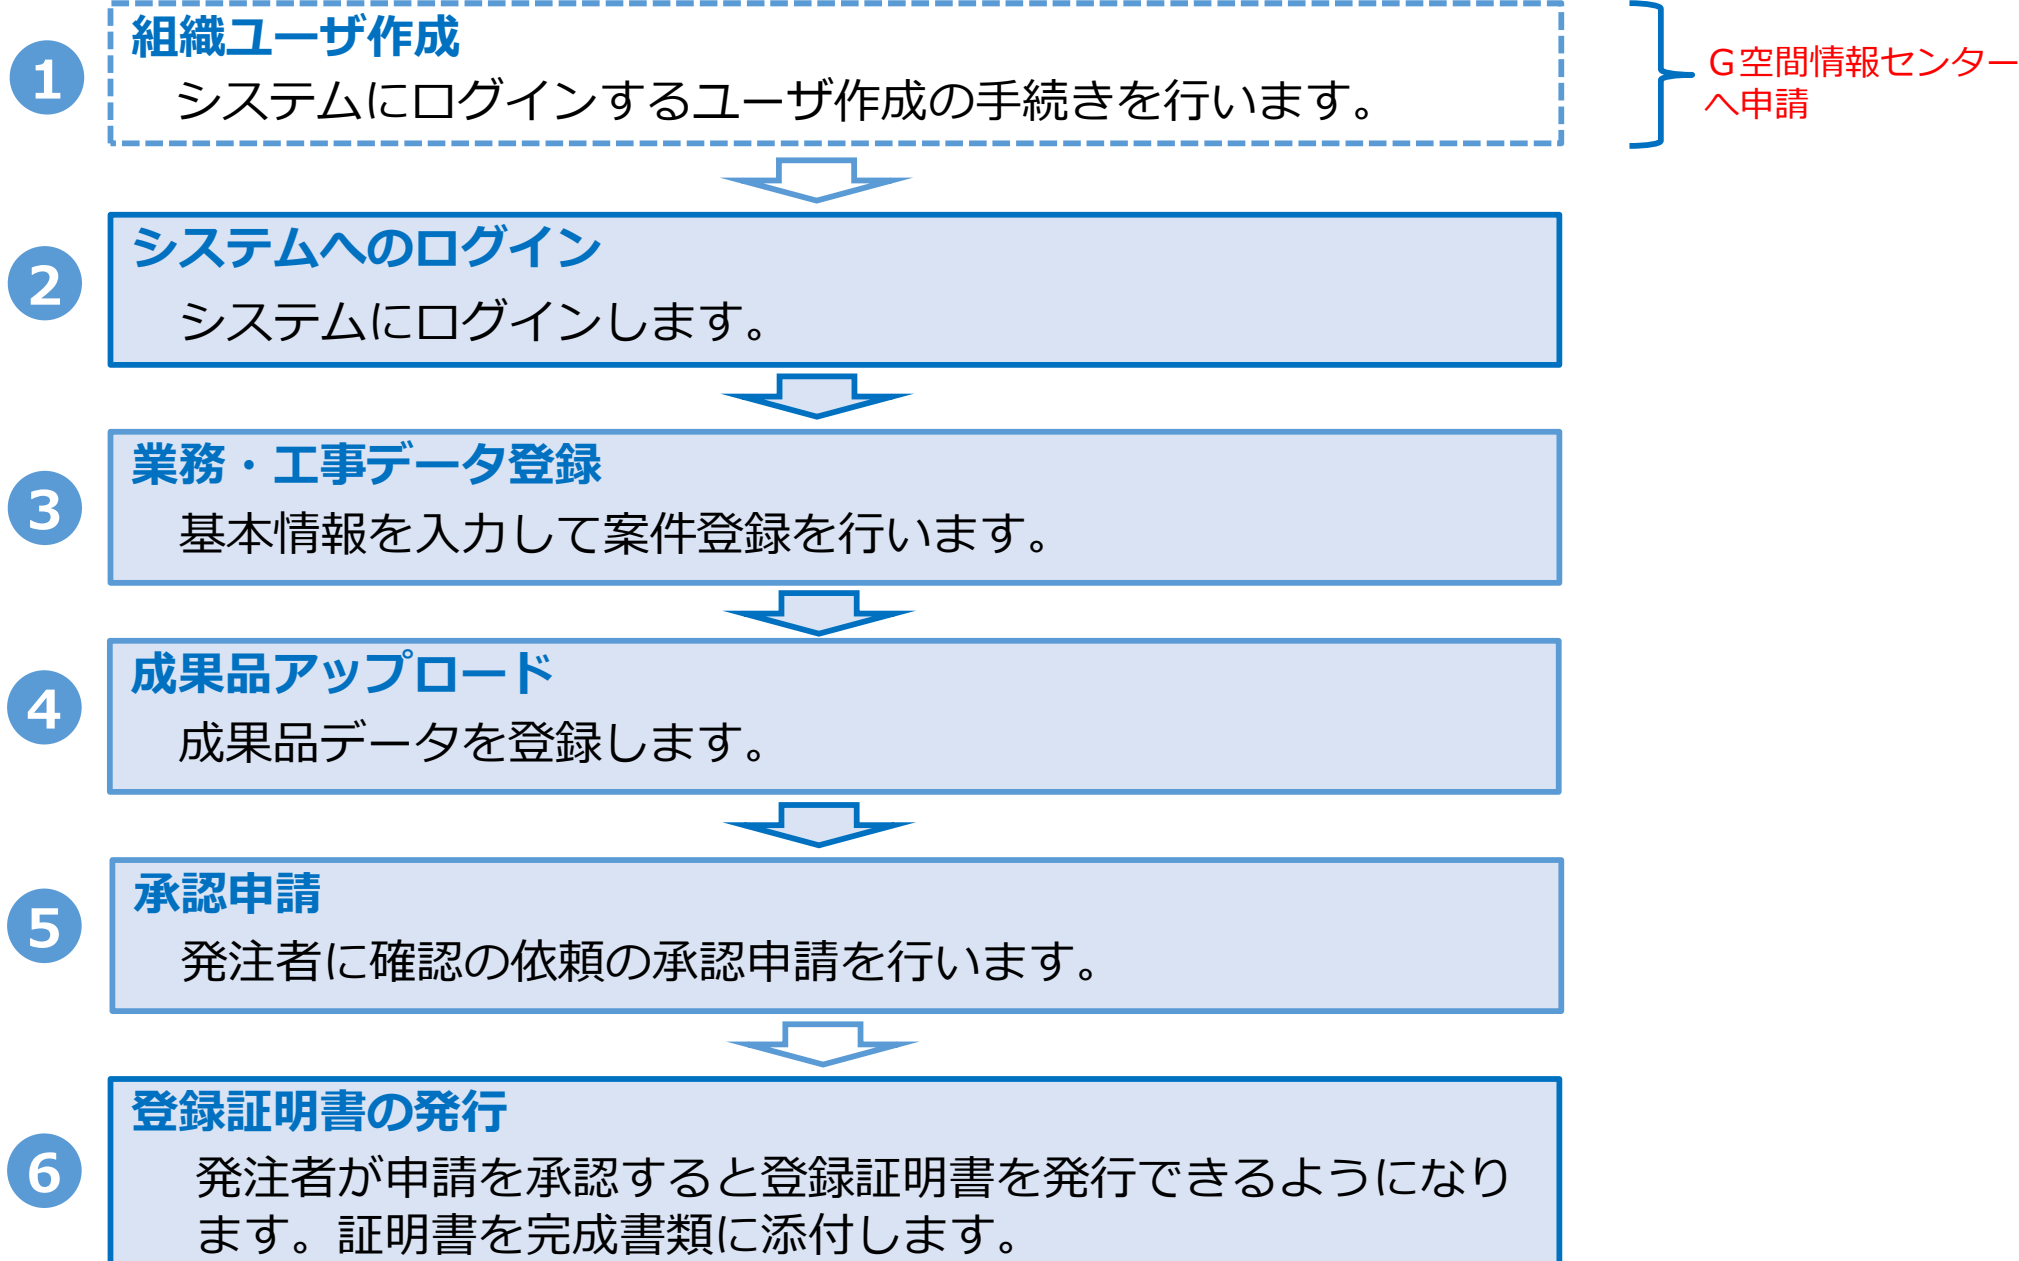 1
組織ユーザ作成
システムにログインするユーザ作成の手続きを行います。
G空間情報センター
へ申請
2
システムへのログイン
システムにログインします。
3
業務・工事データ登録
基本情報を入力して案件登録を行います。
4
成果品アップロード
成果品データを登録します。
5
承認申請
発注者に確認の依頼の承認申請を行います。
6
登録証明書の発行
発注者が申請を承認すると登録証明書を発行できるようになり
ます。証明書を完成書類に添付します。